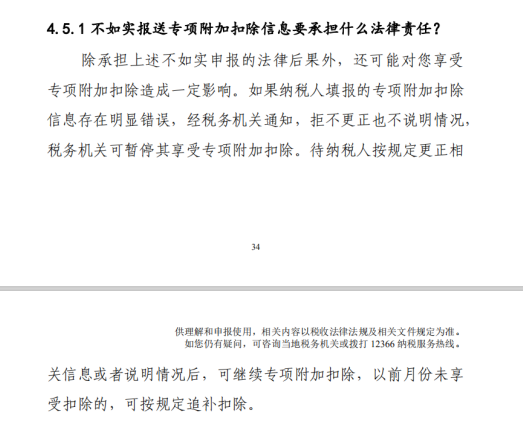 4.5.1 不如实报送专项附加扣除信息要承担什么法律责任？
除承担上述不如实申报的法律后果外，还可能对您享受
专项附加扣除造成一定影响。如果纳税人填报的专项附加扣除
信息存在明显错误，经税务机关通知，拒不更正也不说明情况，
税务机关可暂停其享受专项附加扣除。待纳税人按规定更正相
34
供理解和申报使用，相关内容以税收法律法规及相关文件规定为准。
如您仍有疑问，可咨询当地税务机关或拨打 12366 纳税服务热线。
关信息或者说明情况后，可继续专项附加扣除，以前月份未享
受扣除的，可按规定追补扣除。